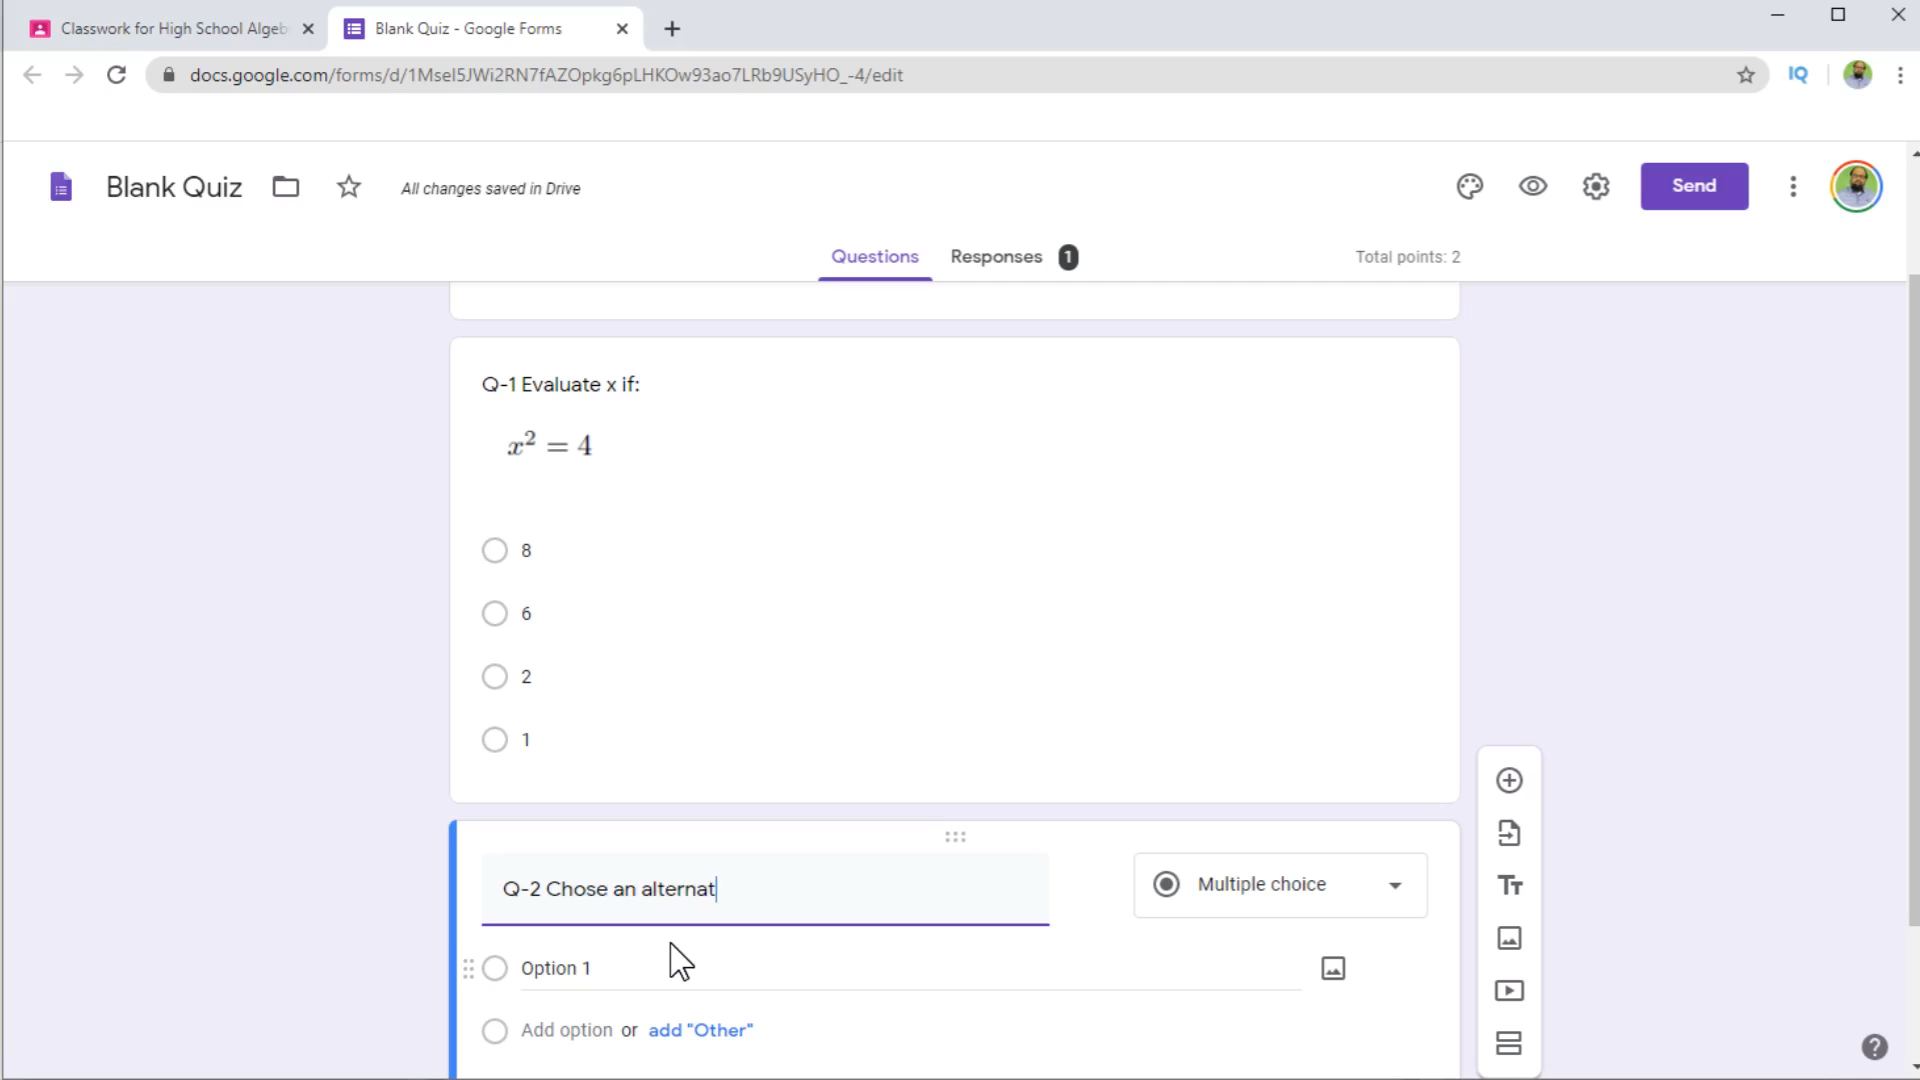 Classwork for High School Algeb
Blank Quiz - Google Forms
docs.google.com/forms/d/1MseI5JWi2RN7fAZOpkg6pLHKOw93ao7LRb9USyHO_-4/edit
IQ
Blank Quiz
All changes saved in Drive
Send
Questions
Responses 1
Total points: 2
Q-1 Evaluate x if:
x² = 4
8
6
2
1
Q-2 Chose an alternat
Multiple choice
Option 1
Add option or add "Other"